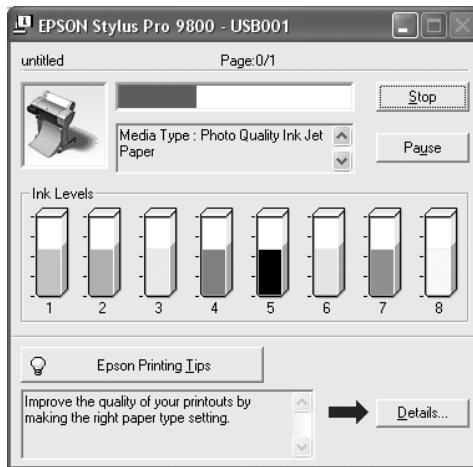 EPSON Stylus Pro 9800 - USB001
untitled Page:0/1
Stop
Media Type : Photo Quality Ink Jet
Paper
Pause
Ink Levels
1 2 3 4 5 6 7 8
Epson Printing Tips
Improve the quality of your printouts by
making the right paper type setting.
Details...